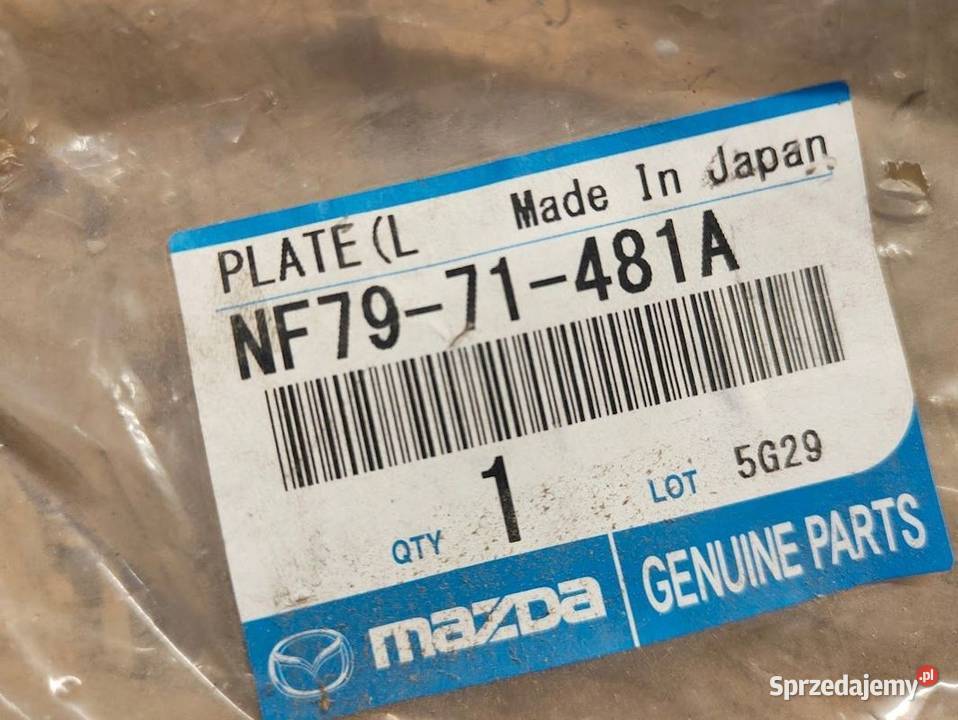 PLATE(L Made In Japan
NF79-71-481A
QTY 1 LOT 5G29
mazda GENUINE PARTS
Sprzedajemy.pl